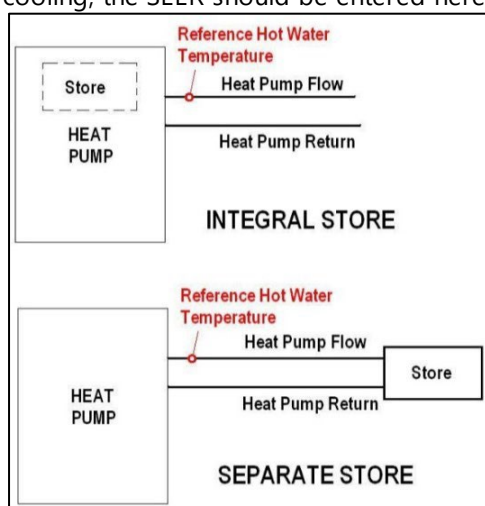 cooling, the SEER should be entered here
Reference Hot Water
Temperature
Store
Heat Pump Flow
HEAT
PUMP
Heat Pump Return
INTEGRAL STORE
Reference Hot Water
Temperature
Heat Pump Flow
Store
HEAT
PUMP
Heat Pump Return
SEPARATE STORE